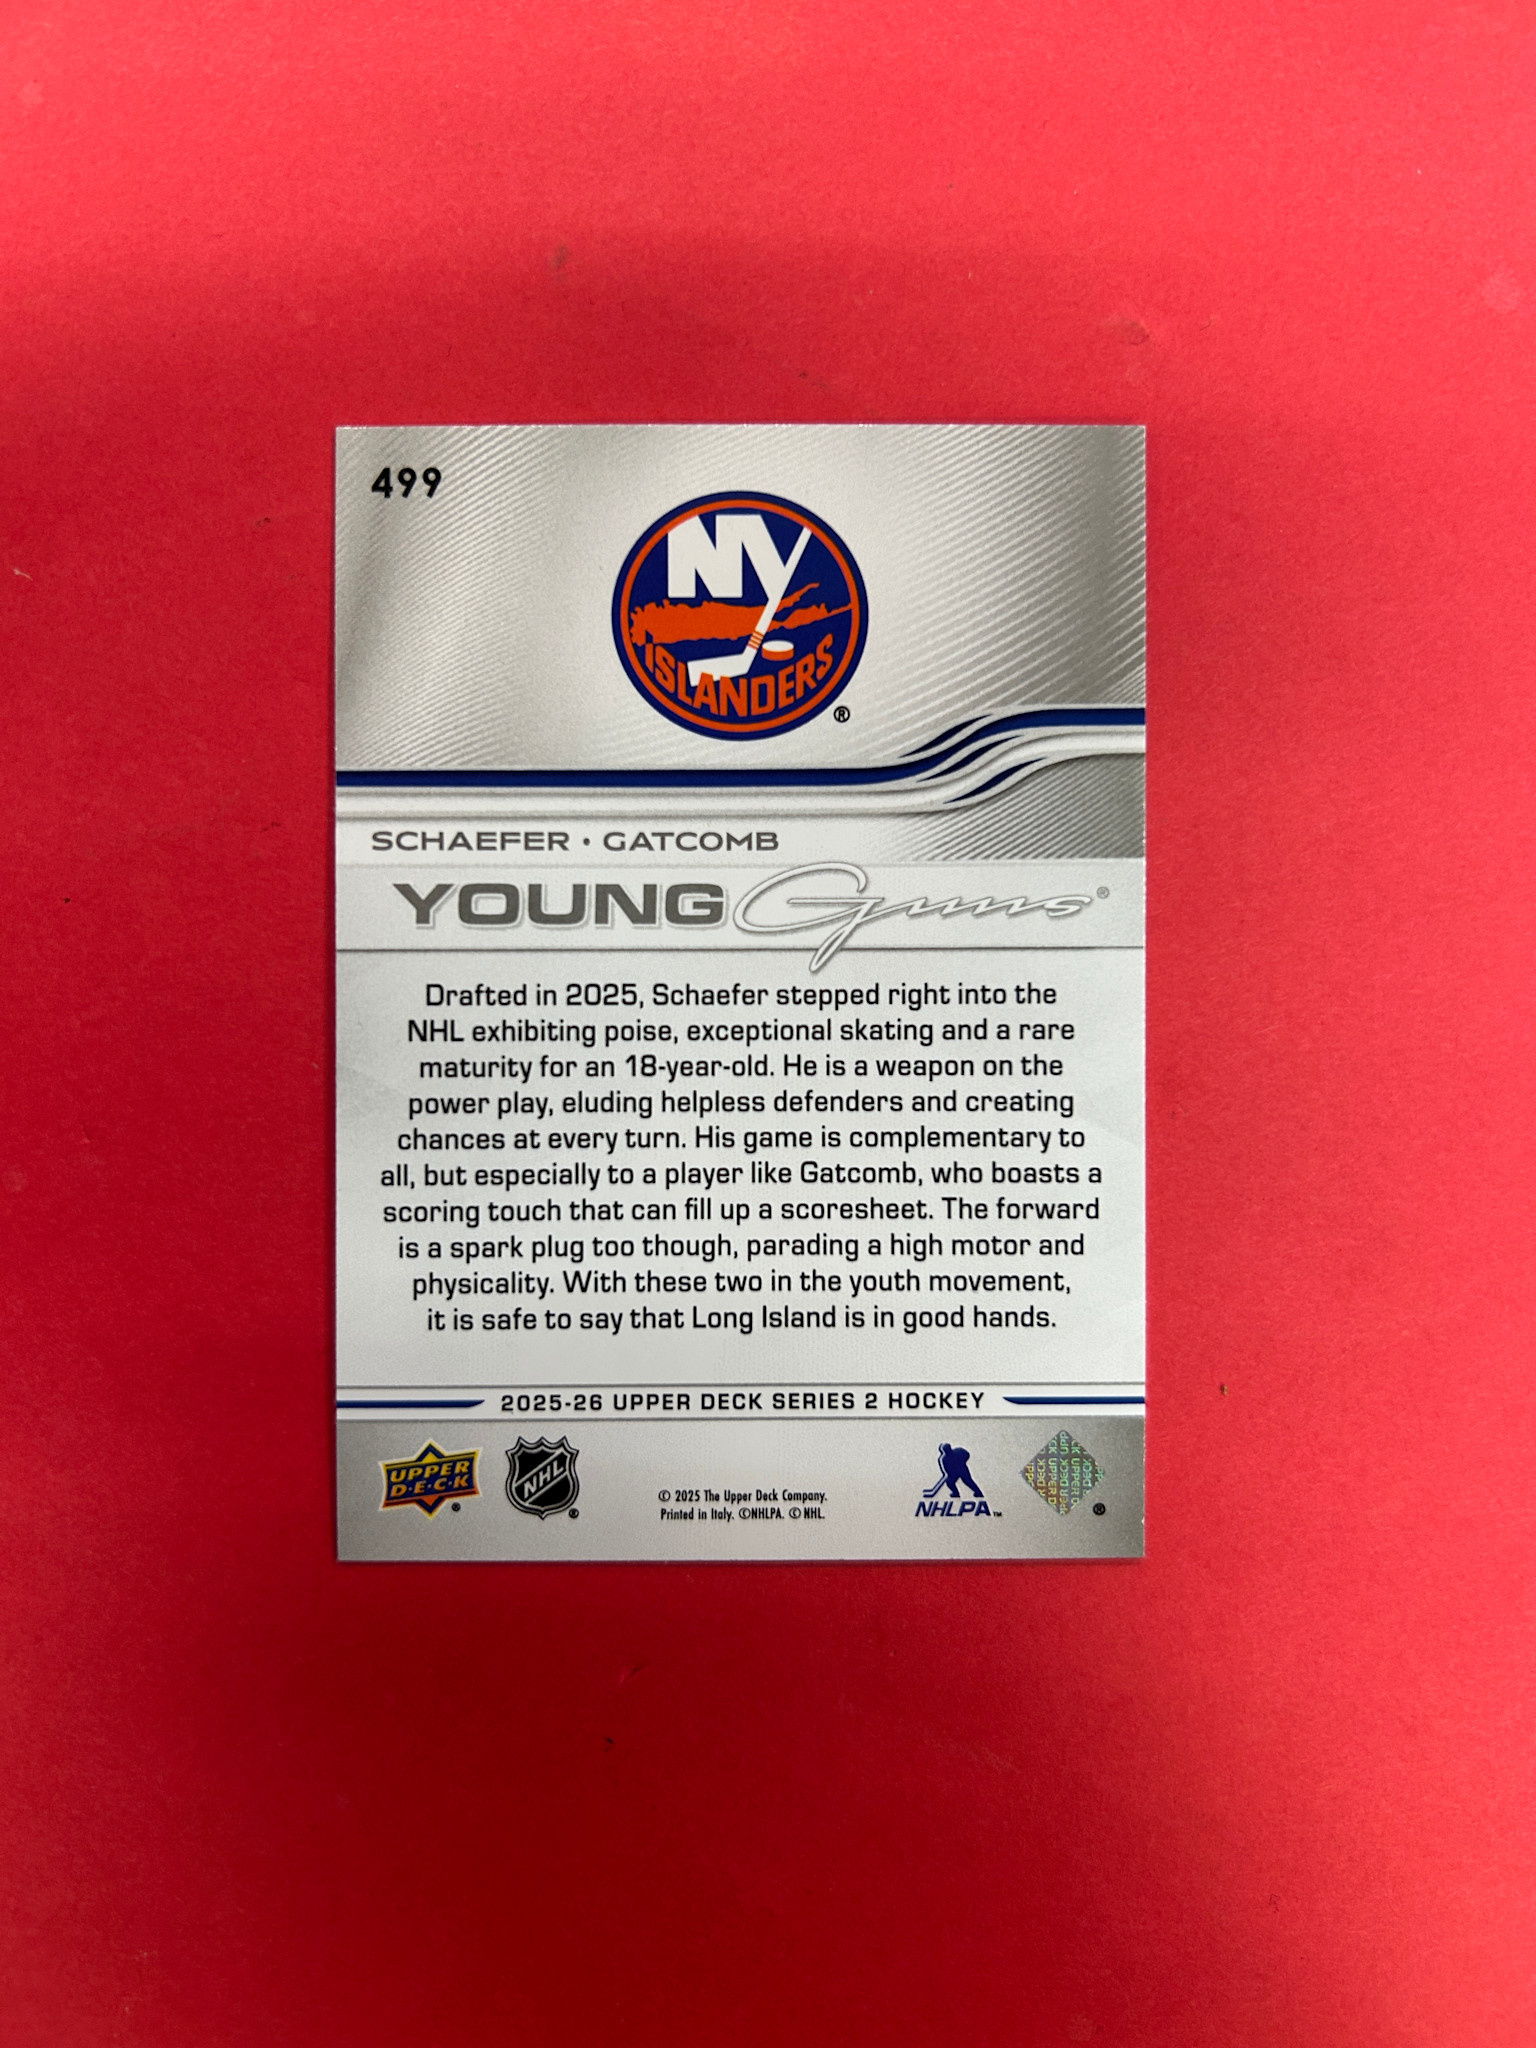 499
NY
ISLANDERS
®
SCHAEFER • GATCOMB
YOUNG Guns®
Drafted in 2025, Schaefer stepped right into the
NHL exhibiting poise, exceptional skating and a rare
maturity for an 18-year-old. He is a weapon on the
power play, eluding helpless defenders and creating
chances at every turn. His game is complementary to
all, but especially to a player like Gatcomb, who boasts a
scoring touch that can fill up a scoresheet. The forward
is a spark plug too though, parading a high motor and
physicality. With these two in the youth movement,
it is safe to say that Long Island is in good hands.
2025-26 UPPER DECK SERIES 2 HOCKEY
UPPER
D·E·C·K®
NHL®
© 2025 The Upper Deck Company.
Printed in Italy. ©NHLPA. © NHL.
NHLPA™
UPPER DECK
®